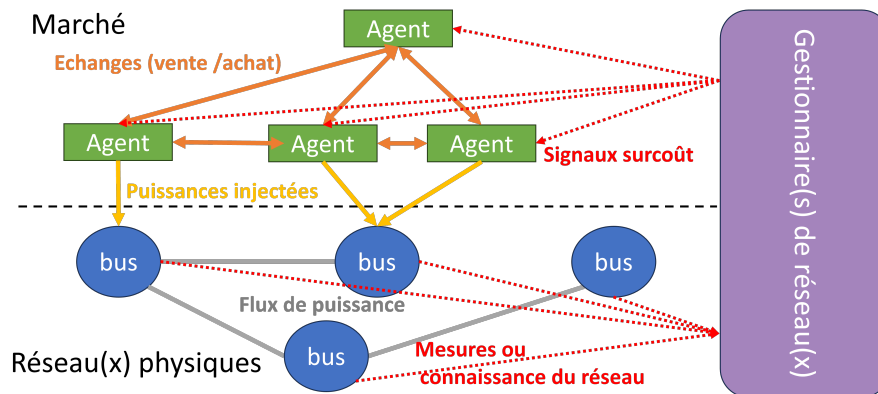 Marché
Agent
Echanges (vente /achat)
Agent
Agent
Agent
Signaux surcoût
Puissances injectées
bus
bus
bus
Flux de puissance
bus
Mesures ou
connaissance du réseau
Réseau(x) physiques
Gestionnaire(s) de réseau(x)